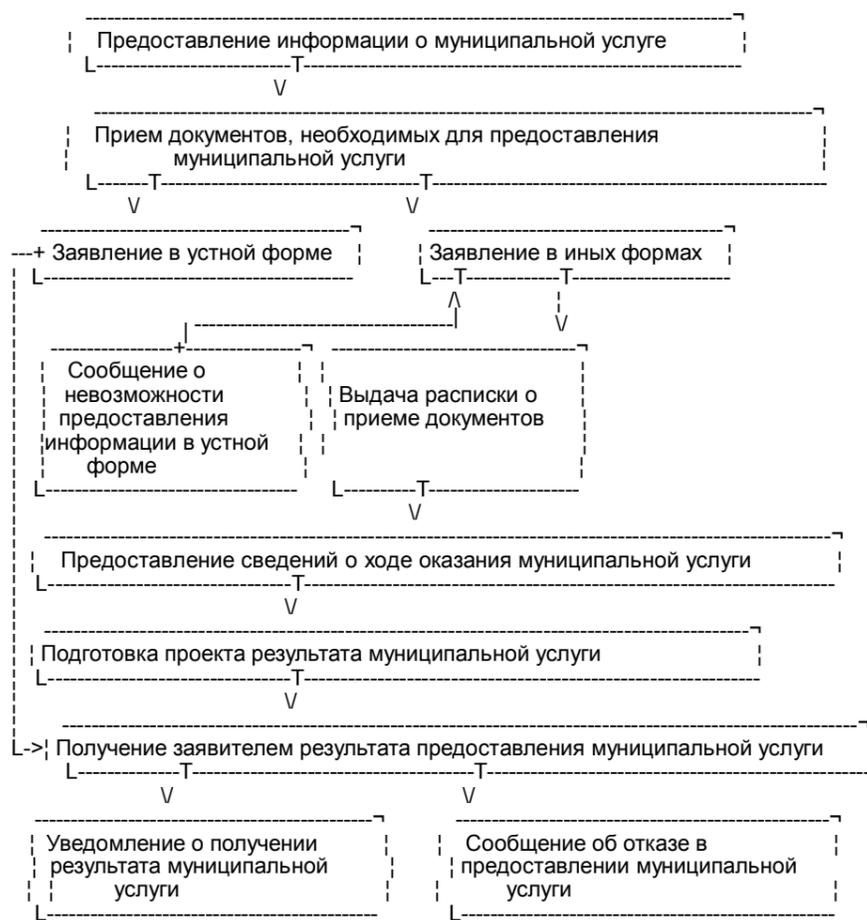 Предоставление информации о муниципальной услуге
Прием документов, необходимых для предоставления
муниципальной услуги
Заявление в устной форме
Заявление в иных формах
Сообщение о
невозможности
предоставления
информации в устной
форме
Выдача расписки о
приеме документов
Предоставление сведений о ходе оказания муниципальной услуги
Подготовка проекта результата муниципальной услуги
Получение заявителем результата предоставления муниципальной услуги
Уведомление о получении
результата муниципальной
услуги
Сообщение об отказе в
предоставлении муниципальной
услуги